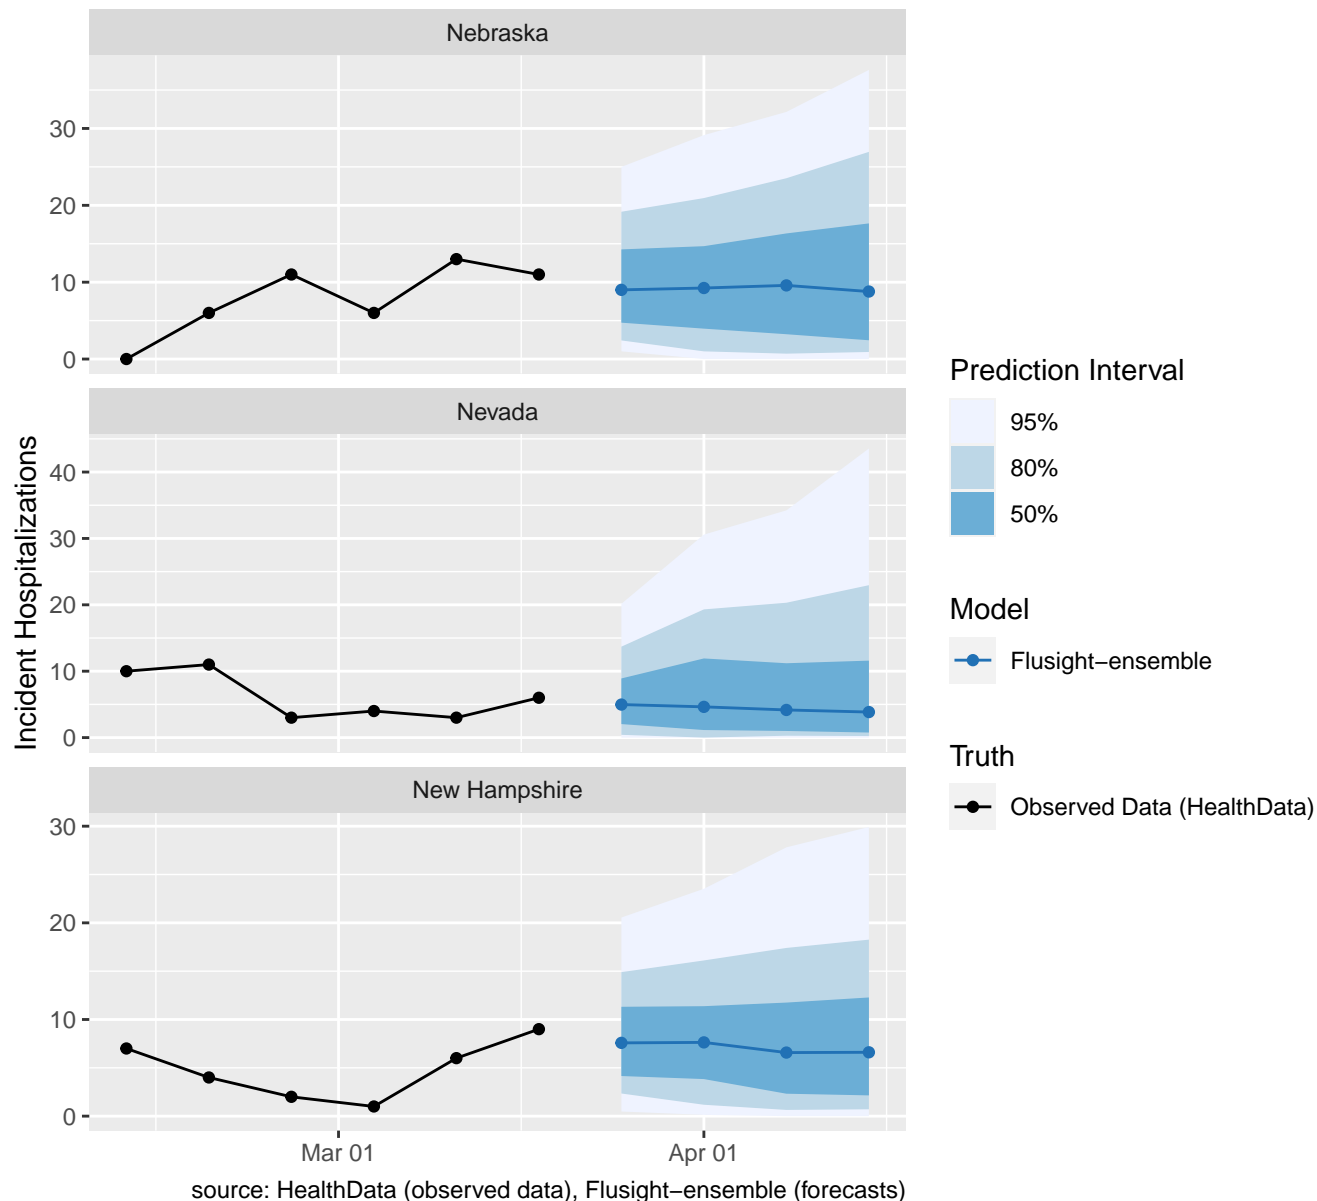 Nebraska
30
20
10
0
Nevada
40
30
20
10
0
New Hampshire
30
20
10
0
Mar 01
Apr 01
Incident Hospitalizations
source: HealthData (observed data), Flusight−ensemble (forecasts)
Prediction Interval
95%
80%
50%
Model
Flusight−ensemble
Truth
Observed Data (HealthData)